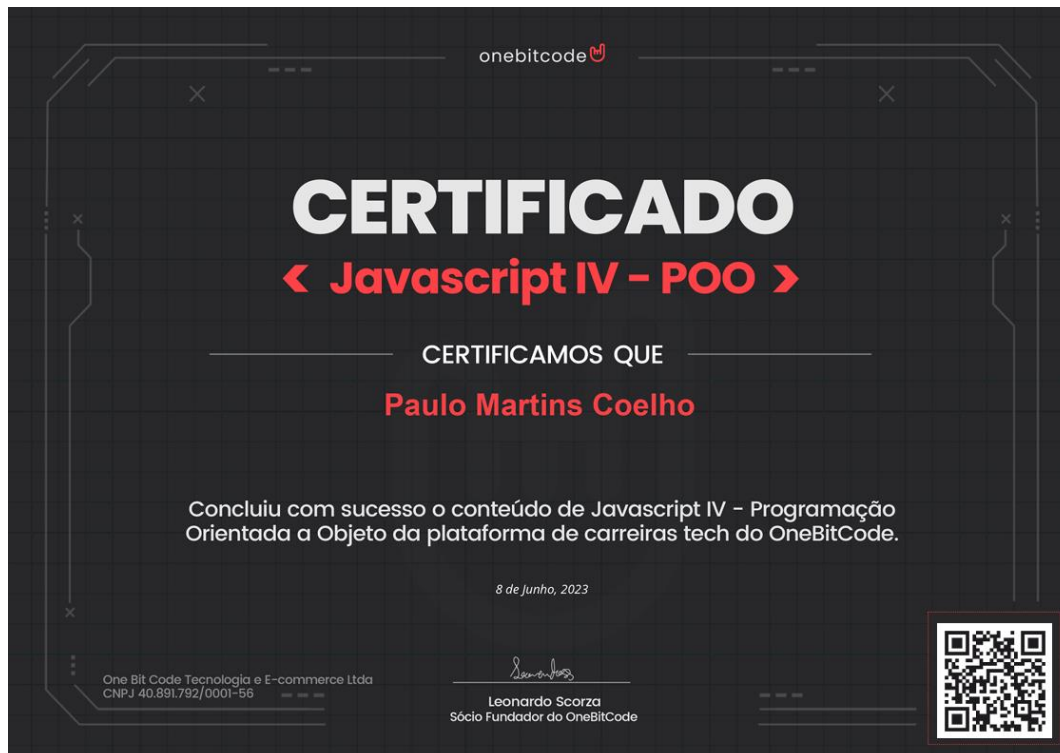 onebitcode
CERTIFICADO
< Javascript IV - POO >
CERTIFICAMOS QUE
Paulo Martins Coelho
Concluiu com sucesso o conteúdo de Javascript IV - Programação
Orientada a Objeto da plataforma de carreiras tech do OneBitCode.
8 de Junho, 2023
One Bit Code Tecnologia e E-commerce Ltda
CNPJ 40.891.792/0001-56
Leonardo Scorza
Sócio Fundador do OneBitCode